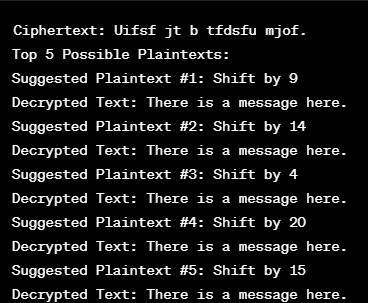 Ciphertext: Uifsf jt b tfdsfu mjof.
Top 5 Possible Plaintexts:
Suggested Plaintext #1: Shift by 9
Decrypted Text: There is a message here.
Suggested Plaintext #2: Shift by 14
Decrypted Text: There is a message here.
Suggested Plaintext #3: Shift by 4
Decrypted Text: There is a message here.
Suggested Plaintext #4: Shift by 20
Decrypted Text: There is a message here.
Suggested Plaintext #5: Shift by 15
Decrypted Text: There is a message here.